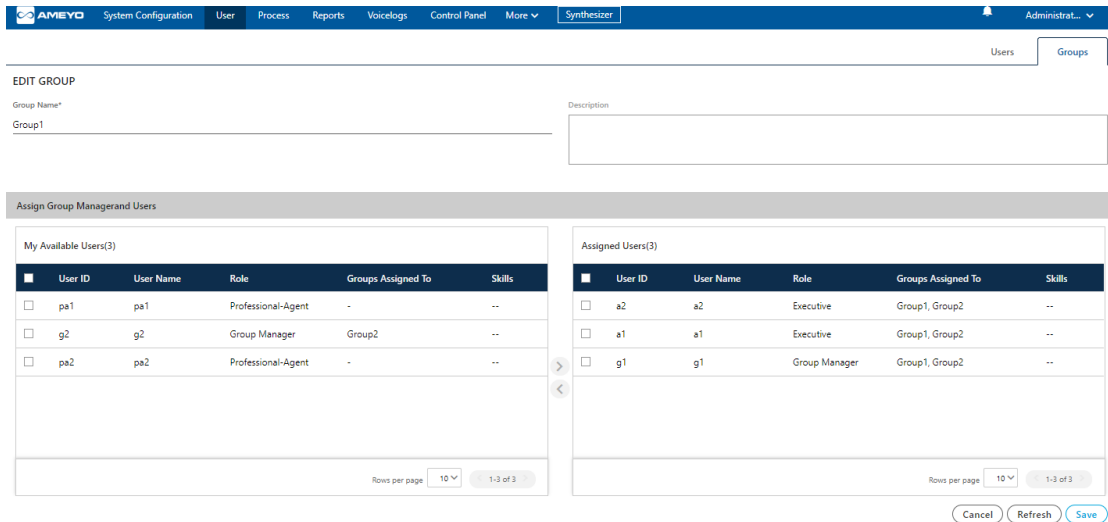 AMEYO System Configuration User Process Reports Voicelogs Control Panel More Synthesizer Administrat...
Users Groups
EDIT GROUP
Group Name* Description
Group1
Assign Group Managerand Users
My Available Users(3) Assigned Users(3)
User ID User Name Role Groups Assigned To Skills User ID User Name Role Groups Assigned To Skills
pa1 pa1 Professional-Agent - -- a2 a2 Executive Group1, Group2 --
g2 g2 Group Manager Group2 -- a1 a1 Executive Group1, Group2 --
pa2 pa2 Professional-Agent - -- g1 g1 Group Manager Group1, Group2 --
Rows per page 10 1-3 of 3 Rows per page 10 1-3 of 3
Cancel Refresh Save